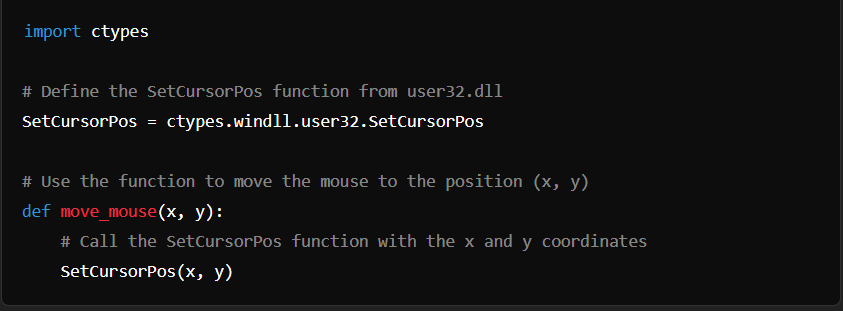 import ctypes
# Define the SetCursorPos function from user32.dll
SetCursorPos = ctypes.windll.user32.SetCursorPos
# Use the function to move the mouse to the position (x, y)
def move_mouse(x, y):
    # Call the SetCursorPos function with the x and y coordinates
    SetCursorPos(x, y)